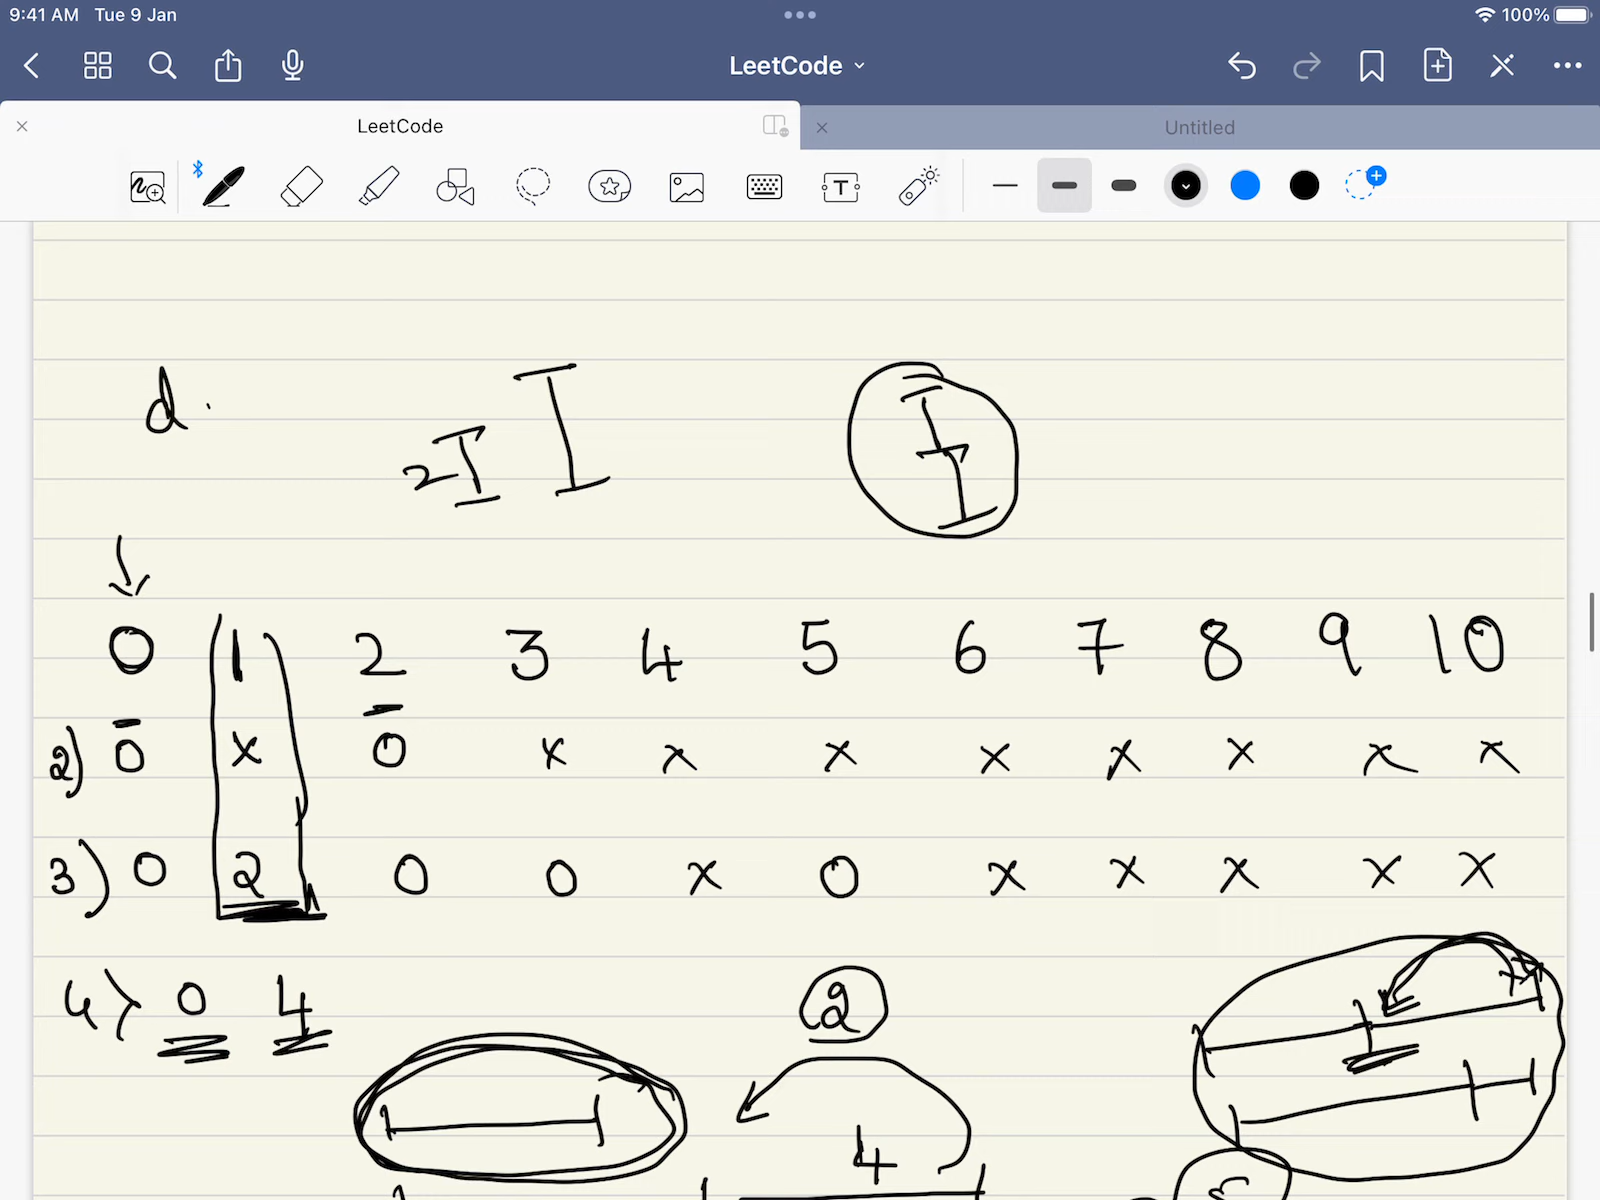 9:41 AM Tue 9 Jan 100%
LeetCode
LeetCode Untitled
T
d.
2
0 1 2 3 4 5 6 7 8 9 10
2) 0 x 0 x x x x x x x x
3) 0 2 0 0 x 0 x x x x x
4) 0 4
2
4